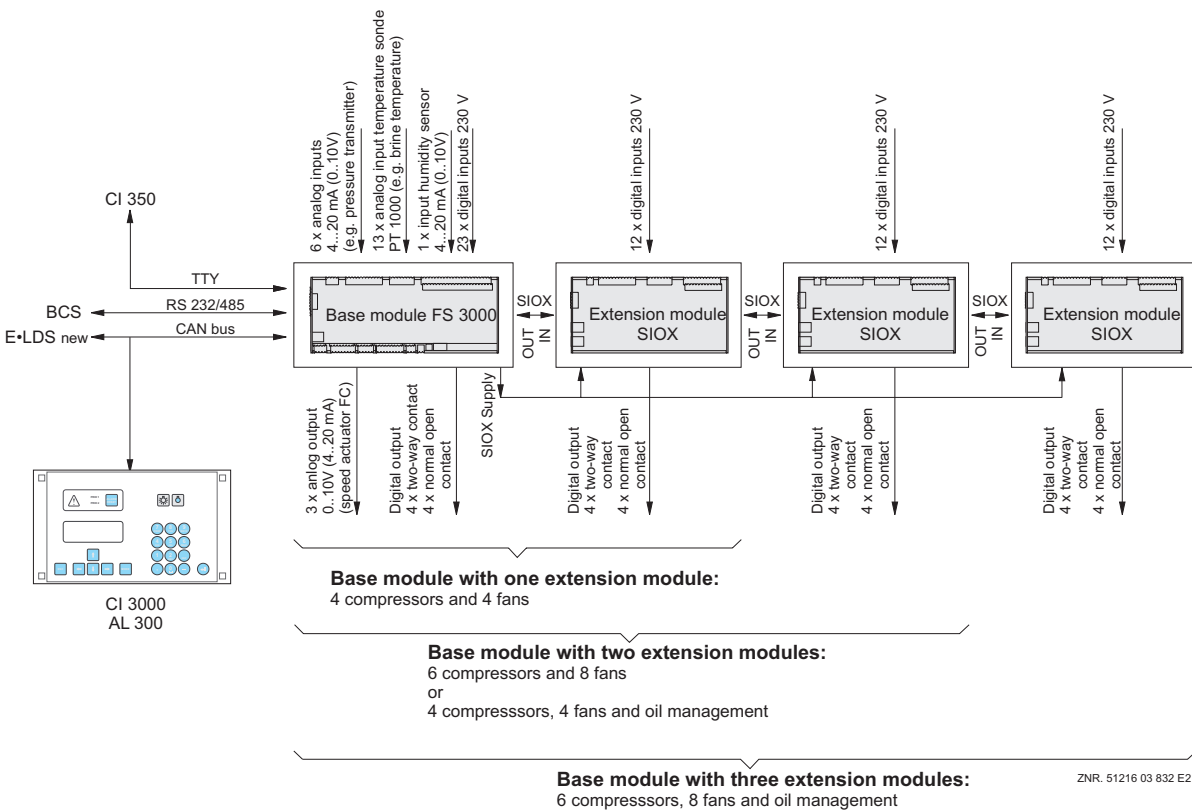 6 x analog inputs
4...20 mA (0..10V)
(e.g. pressure transmitter)
13 x analog input temperature sonde
PT 1000 (e.g. brine temperature)
1 x input humidity sensor
4...20 mA (0..10V)
23 x digital inputs 230 V
12 x digital inputs 230 V
12 x digital inputs 230 V
12 x digital inputs 230 V
CI 350
TTY
BCS
RS 232/485
E•LDS new
CAN bus
Base module FS 3000
SIOX
OUT
IN
Extension module
SIOX
SIOX
OUT
IN
Extension module
SIOX
SIOX
OUT
IN
Extension module
SIOX
3 x analog output
0..10V (4..20 mA)
(speed actuator FC)
Digital output
4 x two-way contact
4 x normal open
contact
SIOX Supply
Digital output
4 x two-way
contact
4 x normal open
contact
Digital output
4 x two-way
contact
4 x normal open
contact
Digital output
4 x two-way
contact
4 x normal open
contact
CI 3000
AL 300
Base module with one extension module:
4 compressors and 4 fans
Base module with two extension modules:
6 compressors and 8 fans
or
4 compresssors, 4 fans and oil management
Base module with three extension modules:
6 compresssors, 8 fans and oil management
ZNR. 51216 03 832 E2